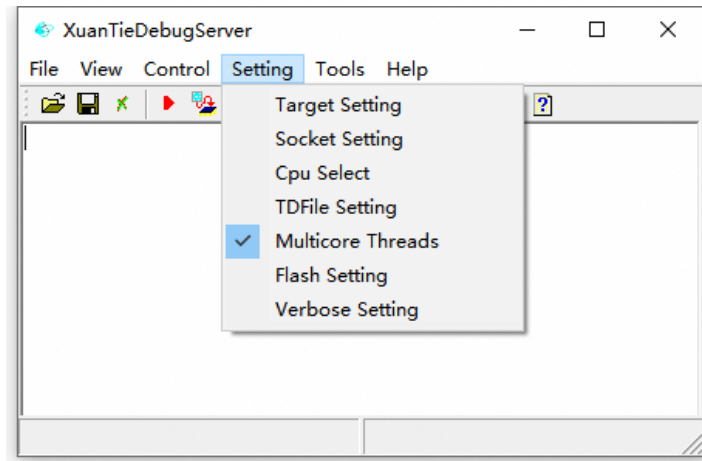 XuanTieDebugServer
File View Control Setting Tools Help
Target Setting
Socket Setting
Cpu Select
TDFile Setting
Multicore Threads
Flash Setting
Verbose Setting